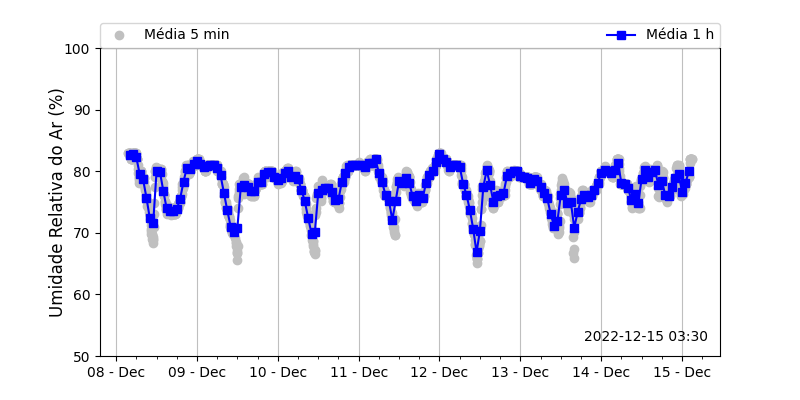 Média 5 min
Média 1 h
Umidade Relativa do Ar (%)
100
90
80
70
60
50
2022-12-15 03:30
08 - Dec
09 - Dec
10 - Dec
11 - Dec
12 - Dec
13 - Dec
14 - Dec
15 - Dec